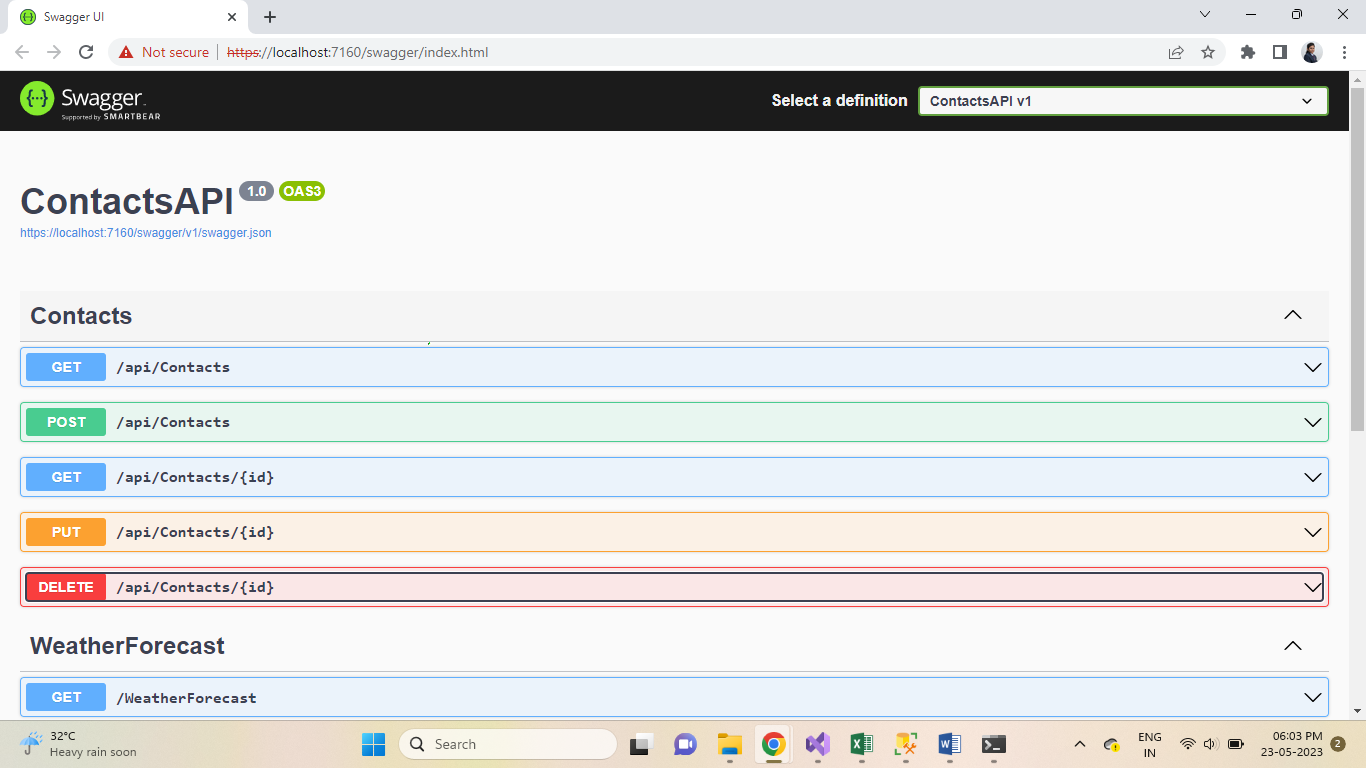 Swagger UI
Not secure
https://localhost:7160/swagger/index.html
{···} Swagger.
Supported by SMARTBEAR
Select a definition
ContactsAPI v1
ContactsAPI 1.0 OAS3
https://localhost:7160/swagger/v1/swagger.json
Contacts
GET /api/Contacts
POST /api/Contacts
GET /api/Contacts/{id}
PUT /api/Contacts/{id}
DELETE /api/Contacts/{id}
WeatherForecast
GET /WeatherForecast
32°C
Heavy rain soon
Search
ENG
IN
06:03 PM
23-05-2023
2